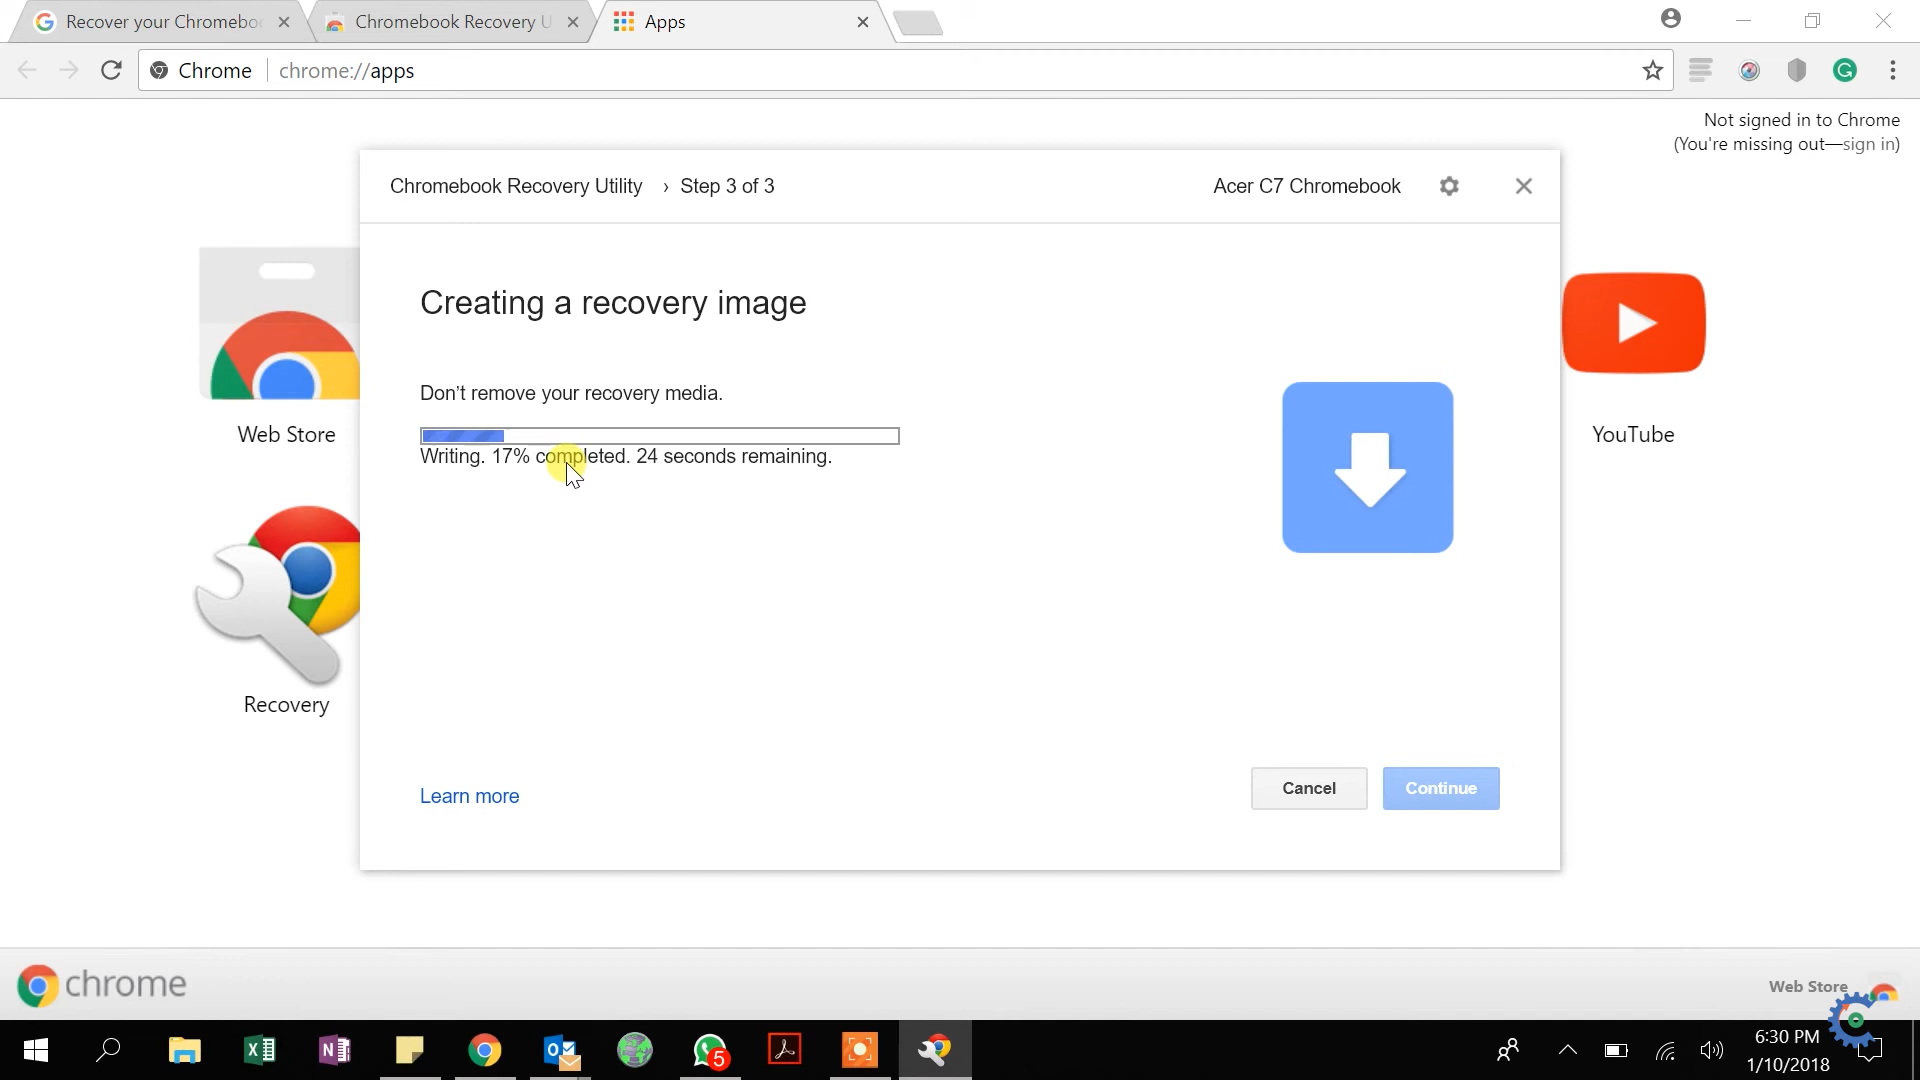 Recover your Chromeboo
Chromebook Recovery U
Apps
Chrome
chrome://apps
Not signed in to Chrome
(You're missing out—sign in)
Chromebook Recovery Utility › Step 3 of 3
Acer C7 Chromebook
Creating a recovery image
Don't remove your recovery media.
Writing. 17% completed. 24 seconds remaining.
Web Store
YouTube
Recovery
Learn more
Cancel
Continue
chrome
Web Store
5
6:30 PM
1/10/2018